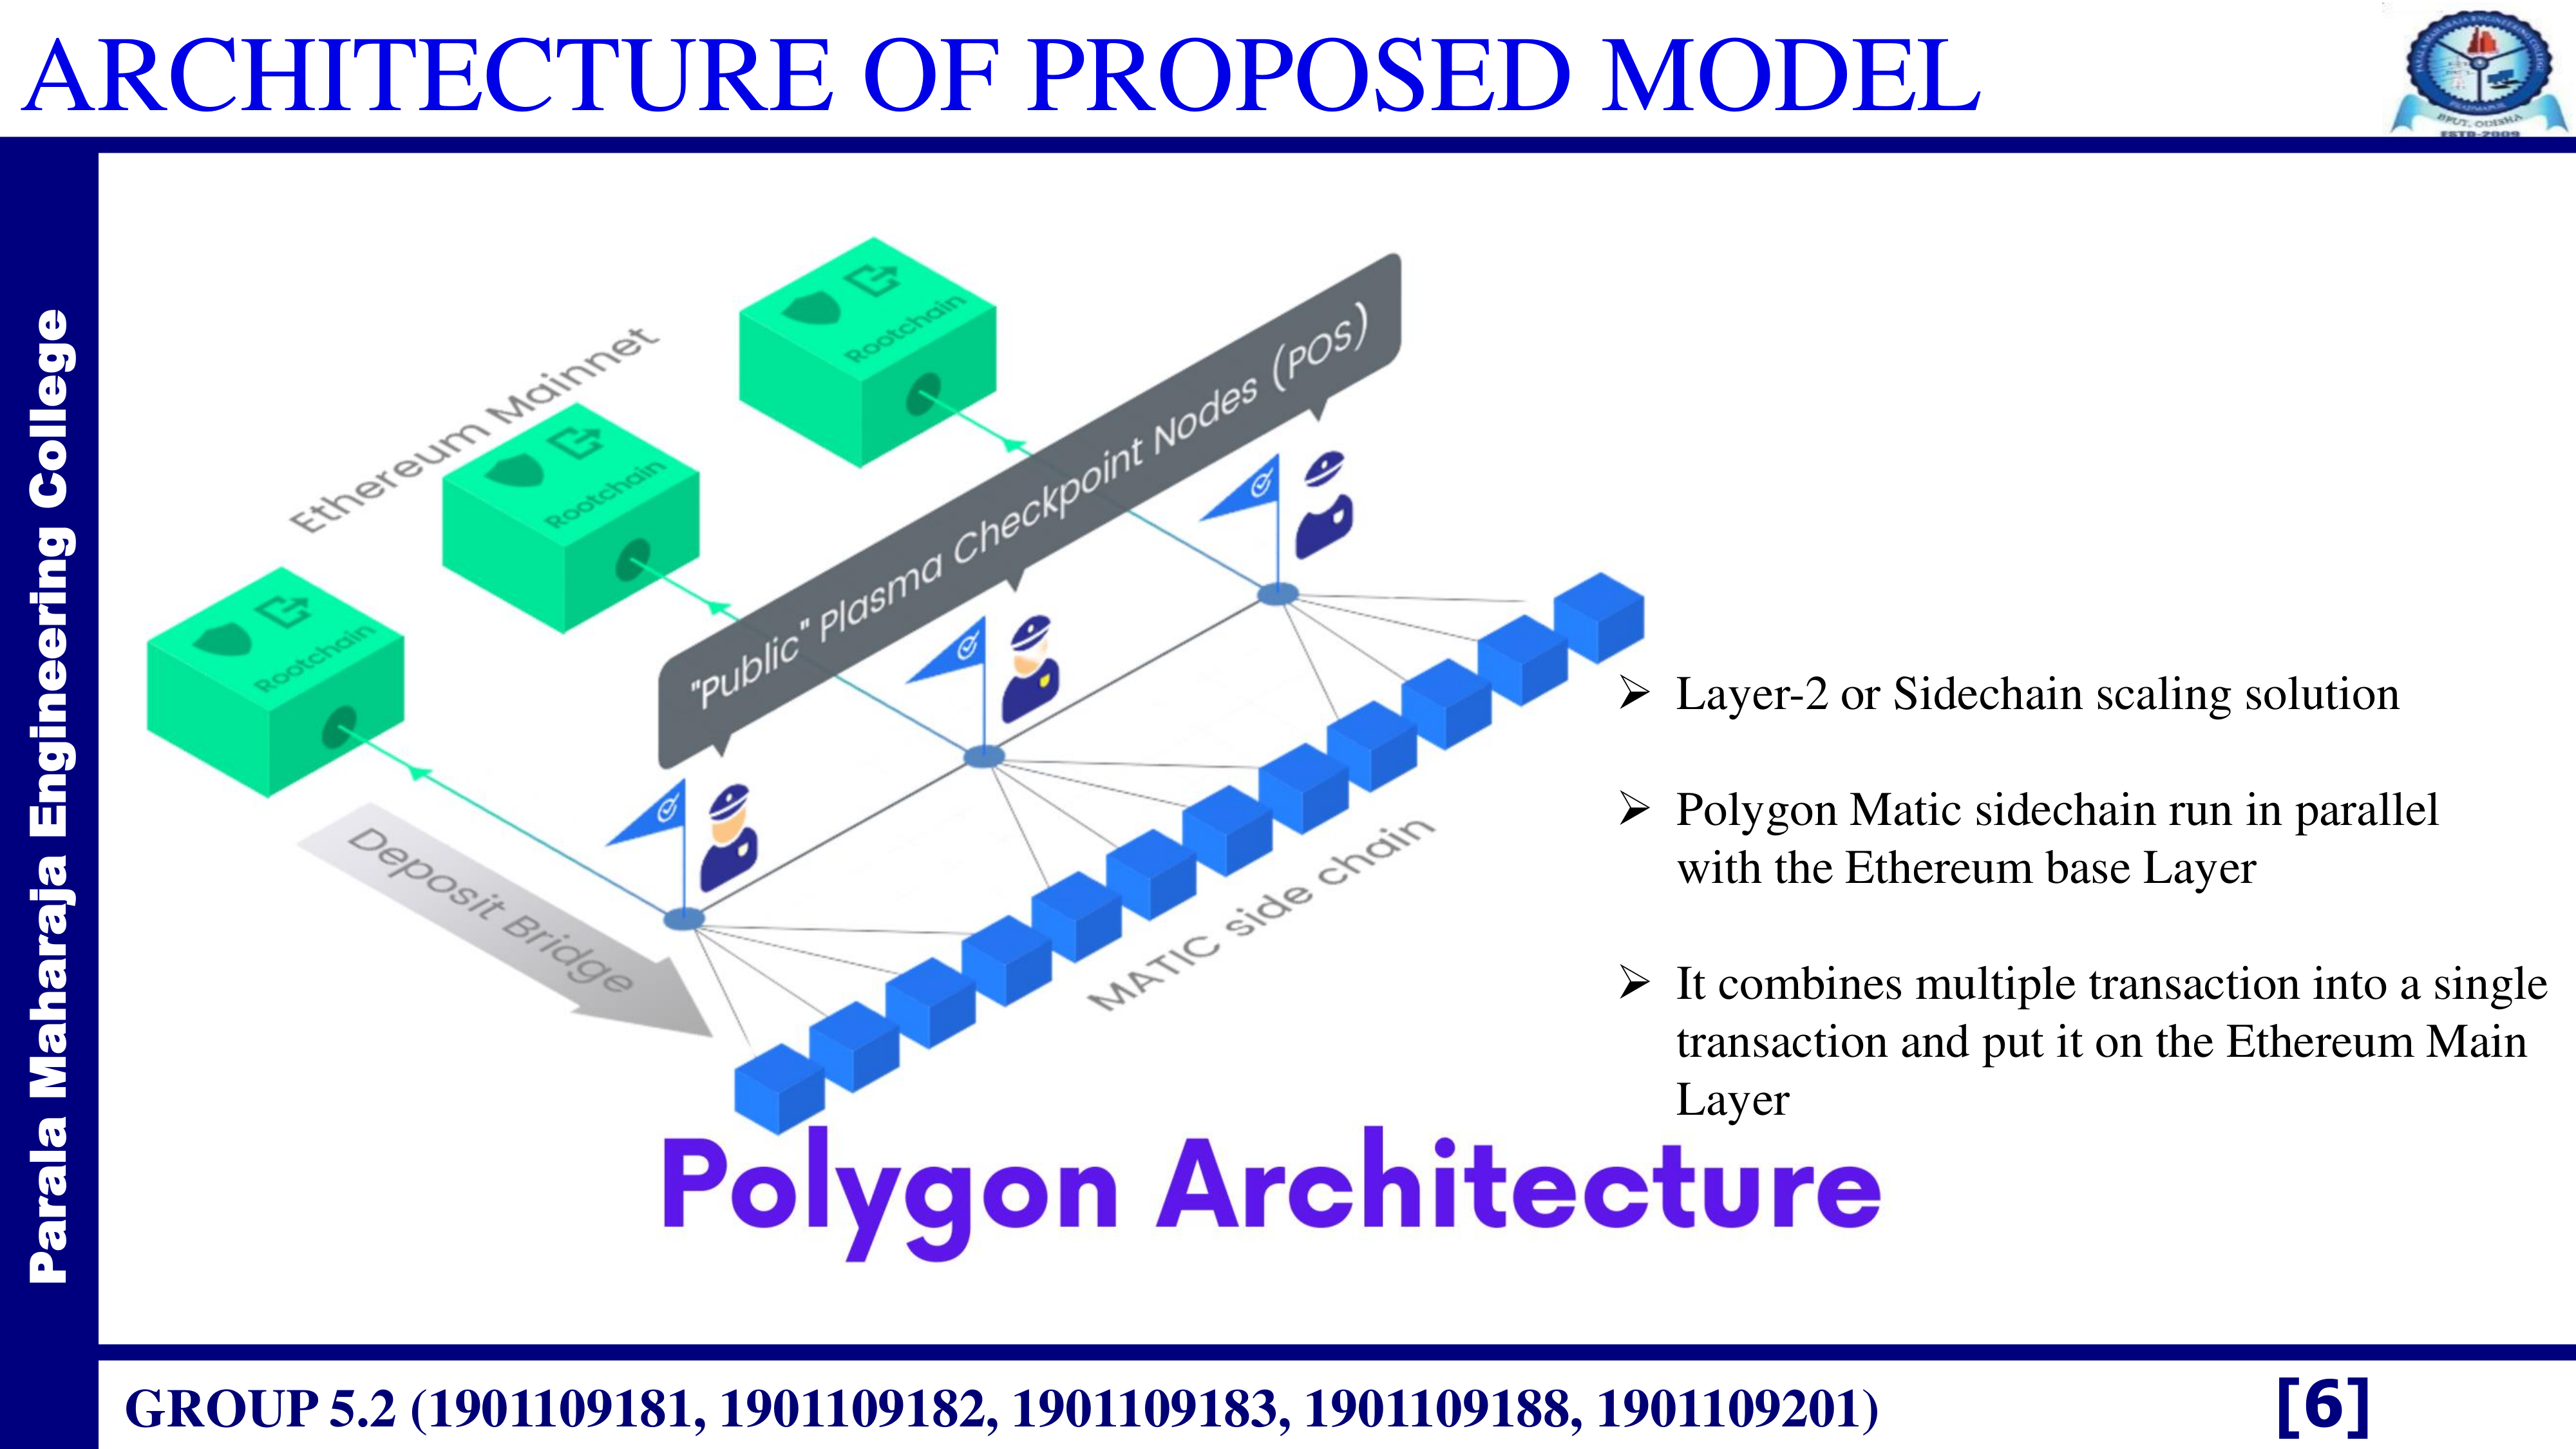 ARCHITECTURE OF PROPOSED MODEL
BPUT, ODISHA
ESTD-2009
Parala Maharaja Engineering College
Ethereum Mainnet
Rootchain
Rootchain
Rootchain
"Public" Plasma Checkpoint Nodes (POS)
Deposit Bridge
MATIC side chain
Polygon Architecture
➢ Layer-2 or Sidechain scaling solution
➢ Polygon Matic sidechain run in parallel
with the Ethereum base Layer
➢ It combines multiple transaction into a single
transaction and put it on the Ethereum Main
Layer
GROUP 5.2 (1901109181, 1901109182, 1901109183, 1901109188, 1901109201)
[6]